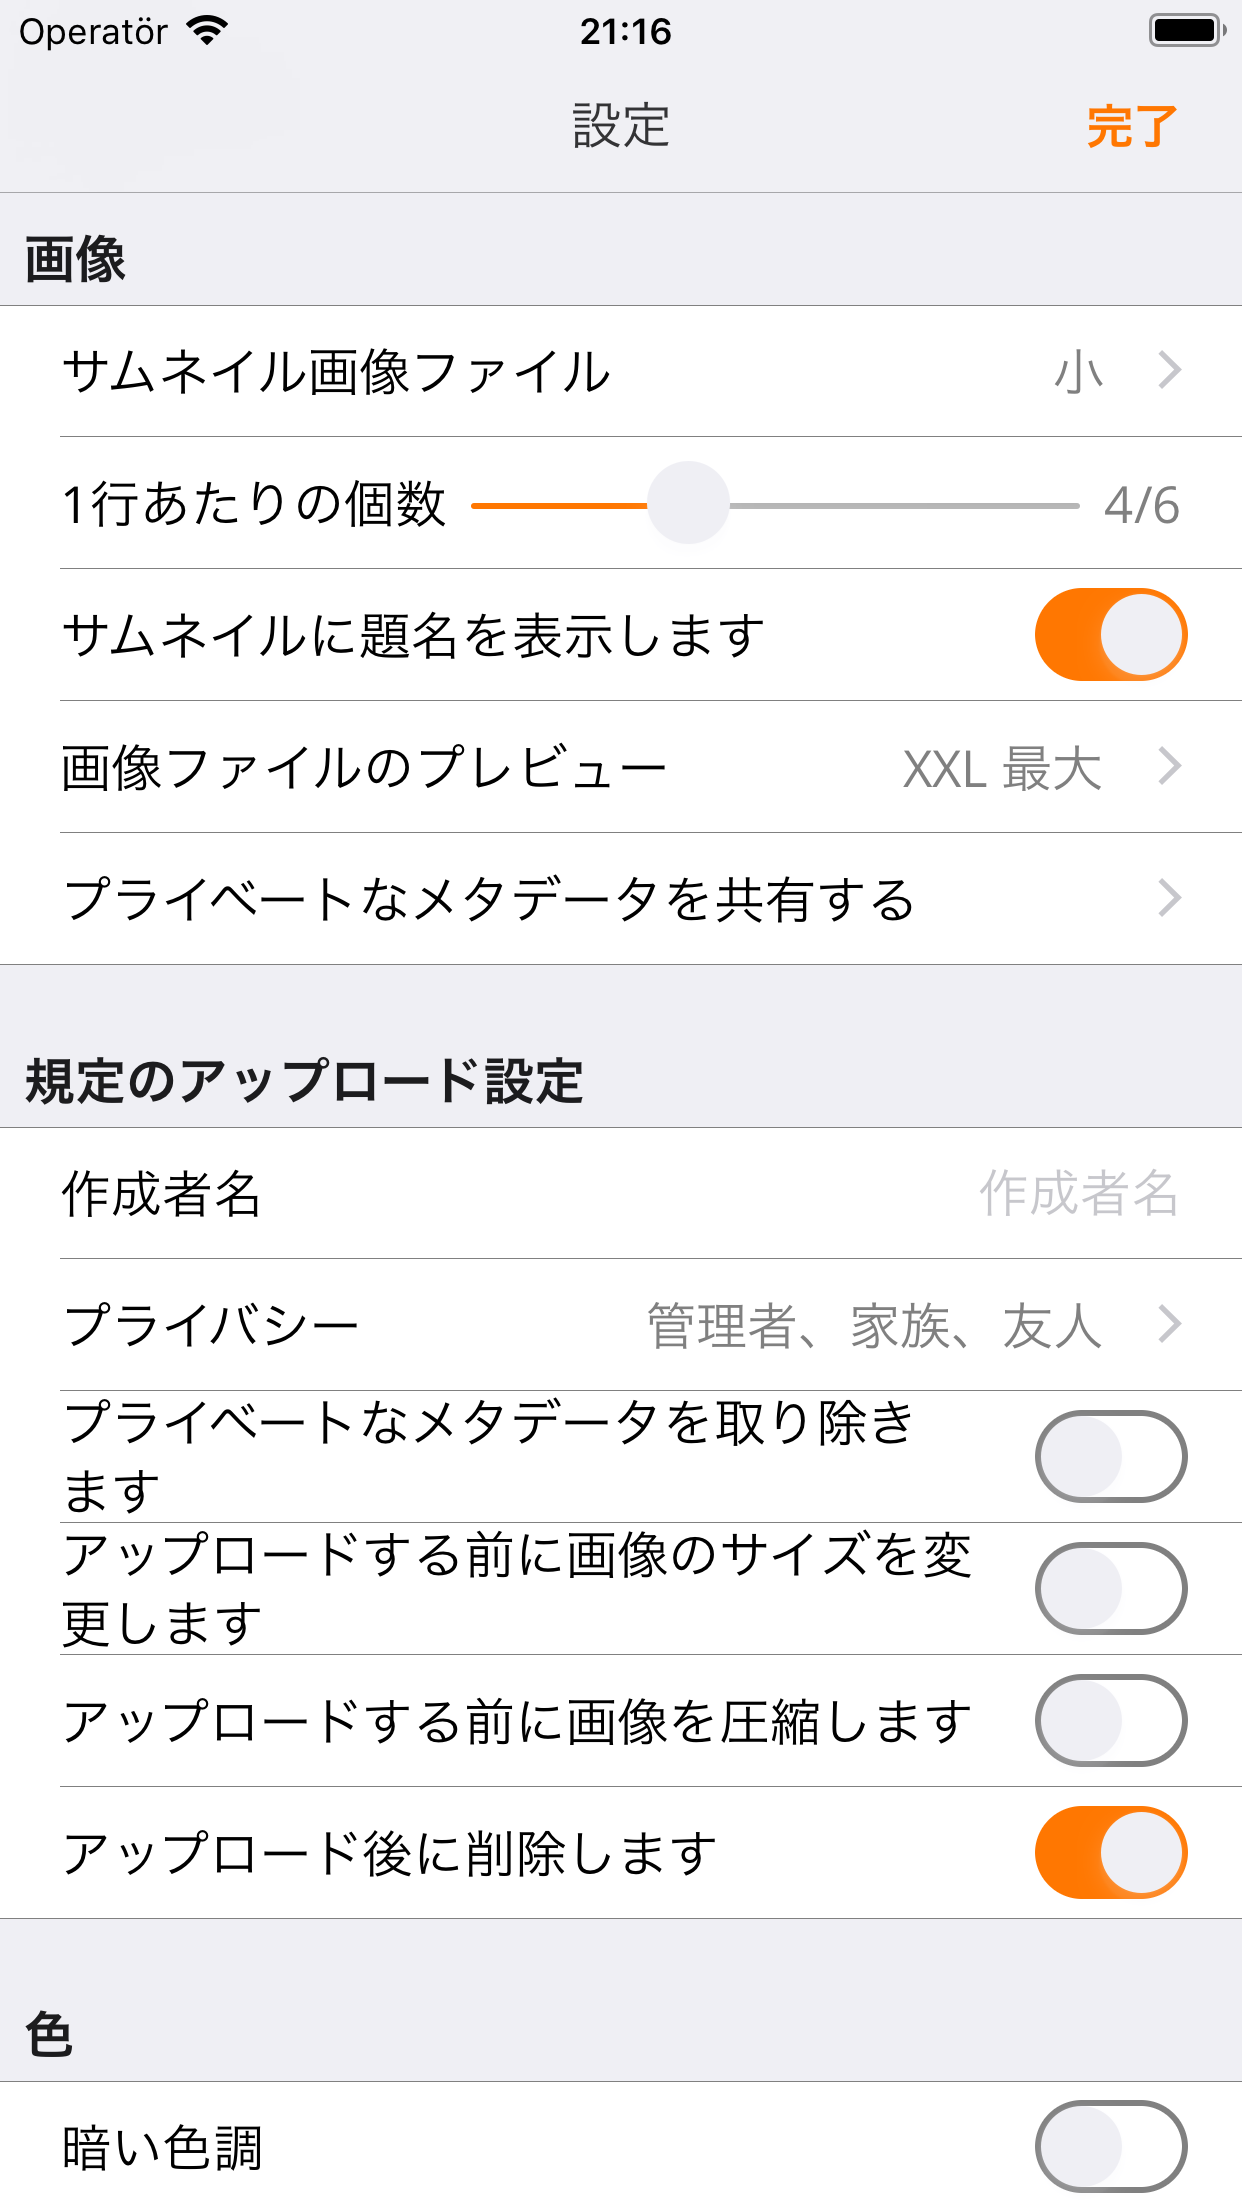 Operatör 21:16
設定 完了
画像
サムネイル画像ファイル 小
1行あたりの個数 4/6
サムネイルに題名を表示します
画像ファイルのプレビュー XXL 最大
プライベートなメタデータを共有する
規定のアップロード設定
作成者名 作成者名
プライバシー 管理者、家族、友人
プライベートなメタデータを取り除き
ます
アップロードする前に画像のサイズを変
更します
アップロードする前に画像を圧縮します
アップロード後に削除します
色
暗い色調